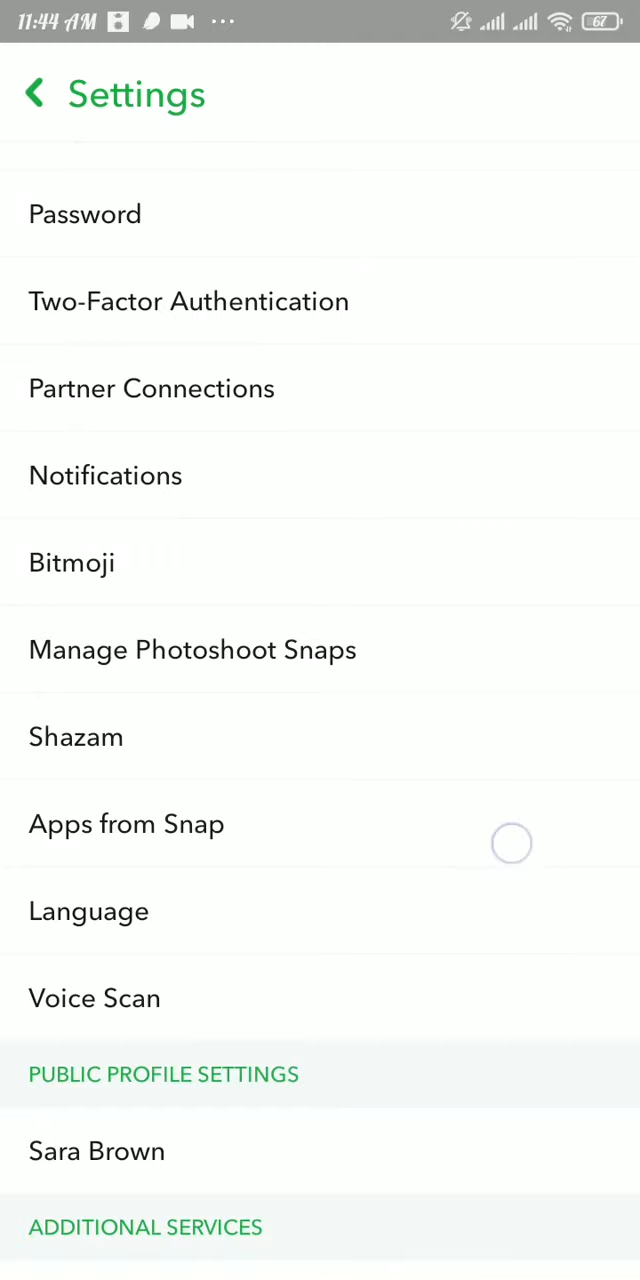 11:44 AM
67
Settings
Password
Two-Factor Authentication
Partner Connections
Notifications
Bitmoji
Manage Photoshoot Snaps
Shazam
Apps from Snap
Language
Voice Scan
PUBLIC PROFILE SETTINGS
Sara Brown
ADDITIONAL SERVICES